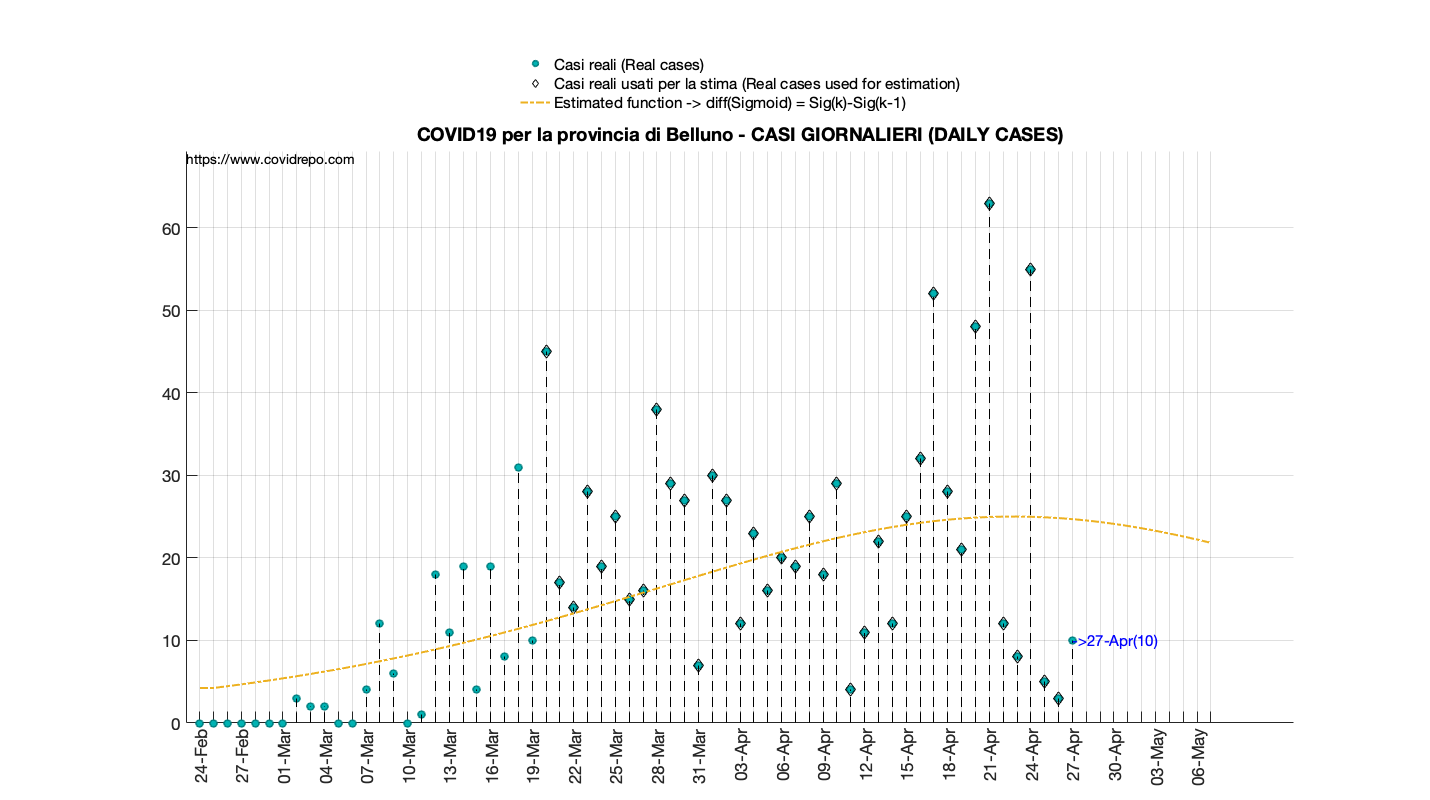 Casi reali (Real cases)
Casi reali usati per la stima (Real cases used for estimation)
Estimated function -> diff(Sigmoid) = Sig(k)-Sig(k-1)
COVID19 per la provincia di Belluno - CASI GIORNALIERI (DAILY CASES)
https://www.covidrepo.com
60
50
40
30
20
10
0
->27-Apr(10)
24-Feb
27-Feb
01-Mar
04-Mar
07-Mar
10-Mar
13-Mar
16-Mar
19-Mar
22-Mar
25-Mar
28-Mar
31-Mar
03-Apr
06-Apr
09-Apr
12-Apr
15-Apr
18-Apr
21-Apr
24-Apr
27-Apr
30-Apr
03-May
06-May